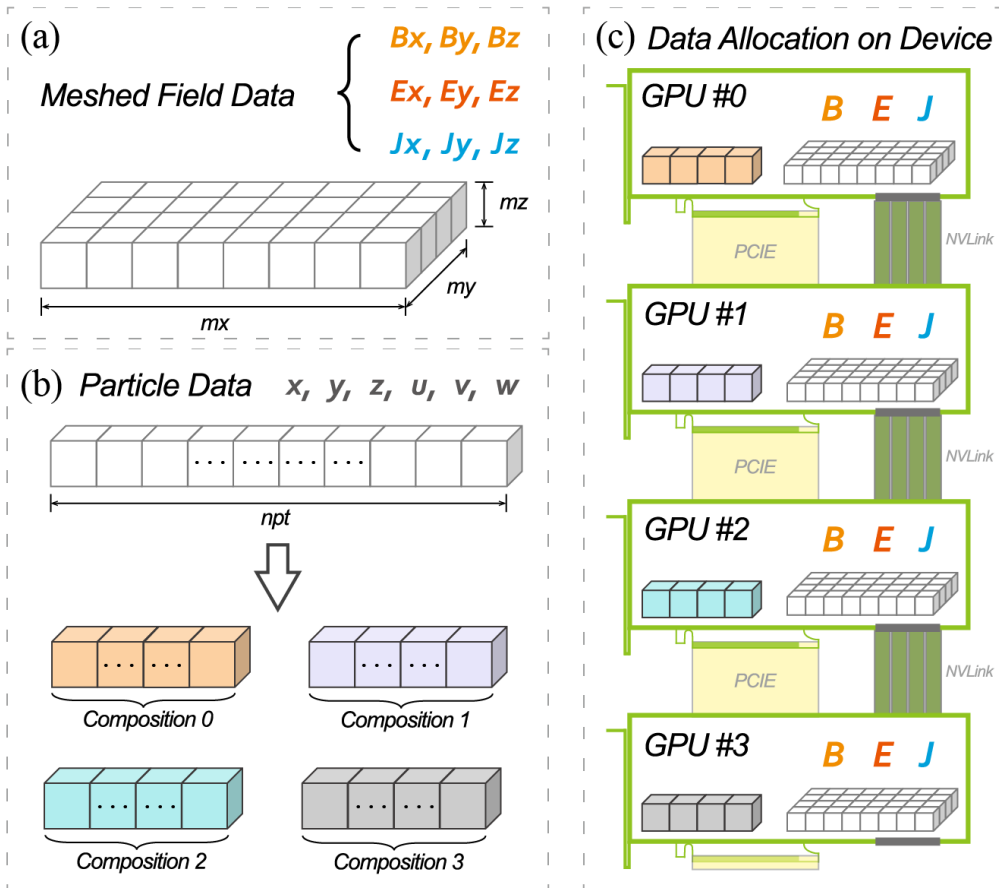 (a)
Meshed Field Data
Bx, By, Bz
Ex, Ey, Ez
Jx, Jy, Jz
mz
my
mx
(b) Particle Data x, y, z, u, v, w
... ... ... ...
npt
... ...
Composition 0
... ...
Composition 1
... ...
Composition 2
... ...
Composition 3
(c) Data Allocation on Device
GPU #0
B E J
PCIE
NVLink
GPU #1
B E J
PCIE
NVLink
GPU #2
B E J
PCIE
NVLink
GPU #3
B E J